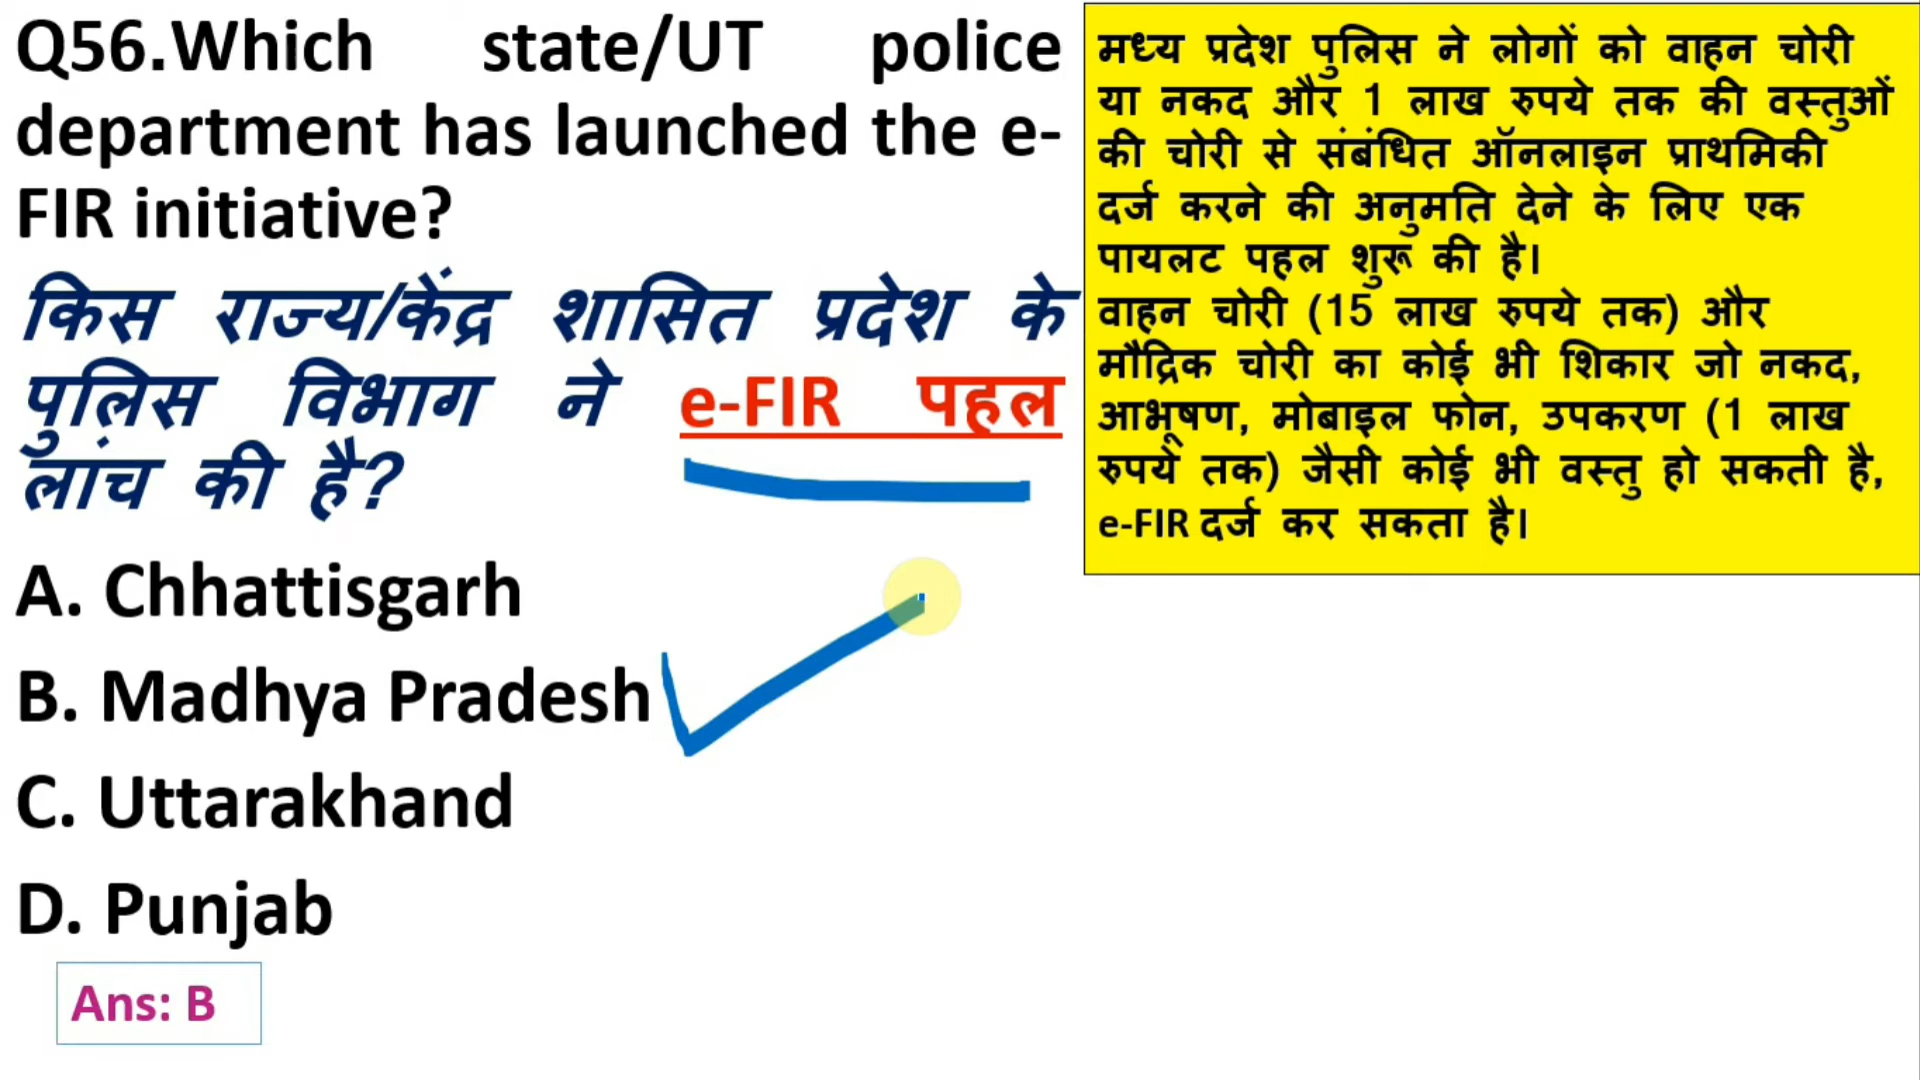 Q56.Which state/UT police
department has launched the e-
FIR initiative?
किस राज्य/केंद्र शासित प्रदेश के
पुलिस विभाग ने e-FIR पहल
लांच की है?
A. Chhattisgarh
B. Madhya Pradesh
C. Uttarakhand
D. Punjab
Ans: B
मध्य प्रदेश पुलिस ने लोगों को वाहन चोरी
या नकद और 1 लाख रुपये तक की वस्तुओं
की चोरी से संबंधित ऑनलाइन प्राथमिकी
दर्ज करने की अनुमति देने के लिए एक
पायलट पहल शुरू की है।
वाहन चोरी (15 लाख रुपये तक) और
मौद्रिक चोरी का कोई भी शिकार जो नकद,
आभूषण, मोबाइल फोन, उपकरण (1 लाख
रुपये तक) जैसी कोई भी वस्तु हो सकती है,
e-FIR दर्ज कर सकता है।